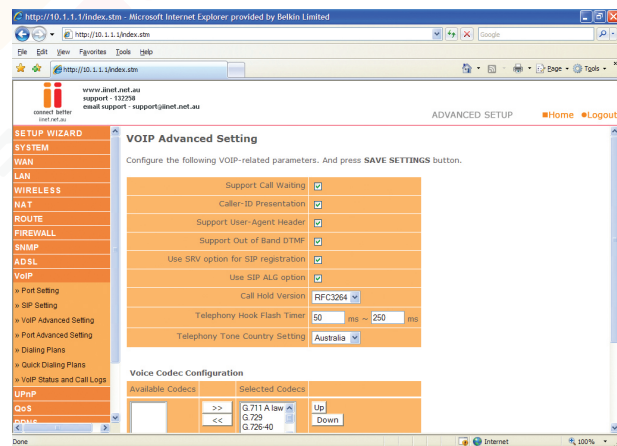 http://10.1.1.1/index.stm - Microsoft Internet Explorer provided by Belkin Limited
http://10.1.1.1/index.stm
Google
File Edit View Favorites Tools Help
http://10.1.1.1/index.stm
Page Tools
connect better
iinet.net.au
www.iinet.net.au
support - 132258
email support - support@iinet.net.au
ADVANCED SETUP
Home Logout
SETUP WIZARD
SYSTEM
WAN
LAN
WIRELESS
NAT
ROUTE
FIREWALL
SNMP
ADSL
VoIP
» Port Setting
» SIP Setting
» VoIP Advanced Setting
» Port Advanced Setting
» Dialing Plans
» Quick Dialing Plans
» VoIP Status and Call Logs
UPnP
QoS
DDNS
VOIP Advanced Setting
Configure the following VOIP-related parameters. And press SAVE SETTINGS button.
Support Call Waiting
Caller-ID Presentation
Support User-Agent Header
Support Out of Band DTMF
Use SRV option for SIP registration
Use SIP ALG option
Call Hold Version RFC3264
Telephony Hook Flash Timer 50 ms ~ 250 ms
Telephony Tone Country Setting Australia
Voice Codec Configuration
Available Codecs >> Selected Codecs
<<
G.711 A law
G.729
G.726-40
Up
Down
Done
Internet
100%